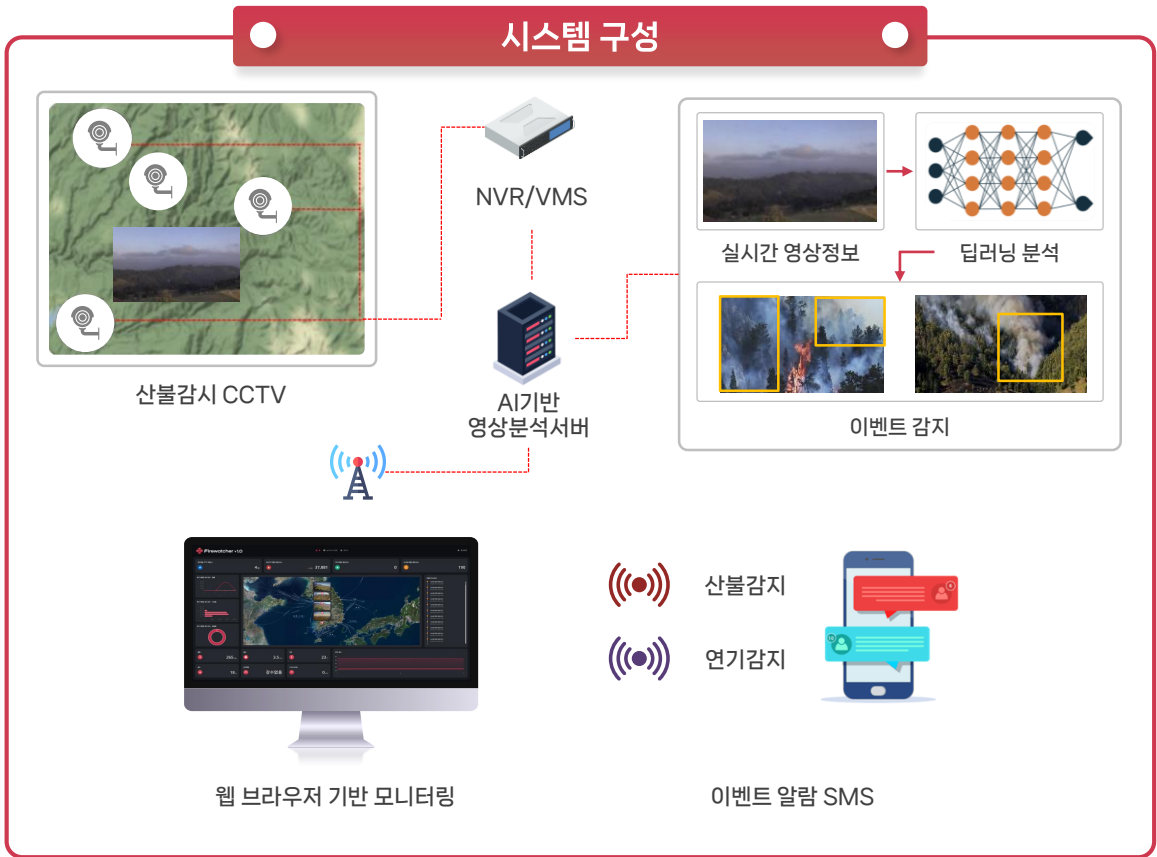 시스템 구성
NVR/VMS
실시간 영상정보
딥러닝 분석
산불감시 CCTV
AI기반
영상분석서버
이벤트 감지
Firewatcher v1.0
산불감지
연기감지
웹 브라우저 기반 모니터링
이벤트 알람 SMS